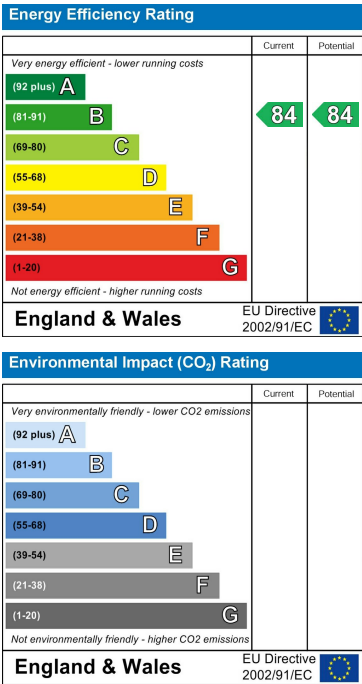 Energy Efficiency Rating
Current Potential
Very energy efficient - lower running costs
(92 plus) A
(81-91) B 84 84
(69-80) C
(55-68) D
(39-54) E
(21-38) F
(1-20) G
Not energy efficient - higher running costs
England & Wales EU Directive
2002/91/EC
Environmental Impact (CO₂) Rating
Current Potential
Very environmentally friendly - lower CO2 emissions
(92 plus) A
(81-91) B
(69-80) C
(55-68) D
(39-54) E
(21-38) F
(1-20) G
Not environmentally friendly - higher CO2 emissions
England & Wales EU Directive
2002/91/EC